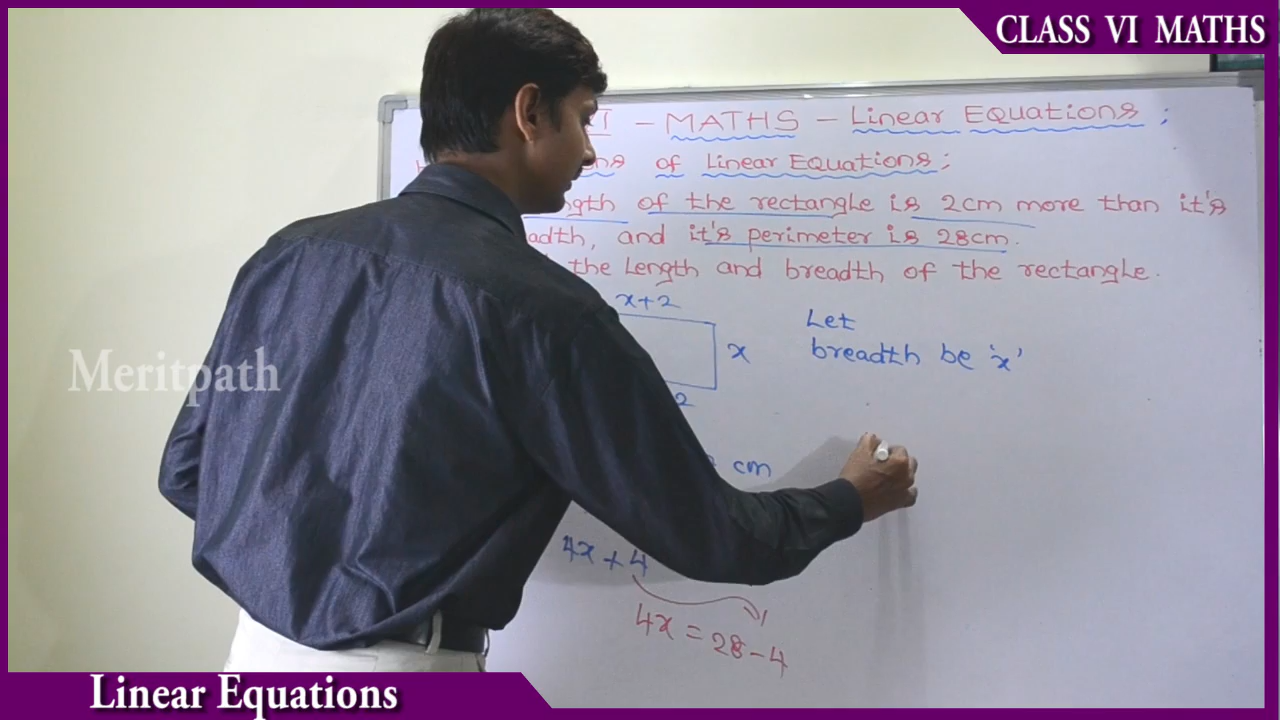 CLASS VI MATHS
- MATHS - Linear Equations;
of Linear Equations;
of the rectangle is 2cm more than it's
and it's perimeter is 28cm.
the Length and breadth of the rectangle.
x+2
x
2
Let
breadth be 'x'
cm
4x + 4
4x = 28-4
Meritpath
Linear Equations